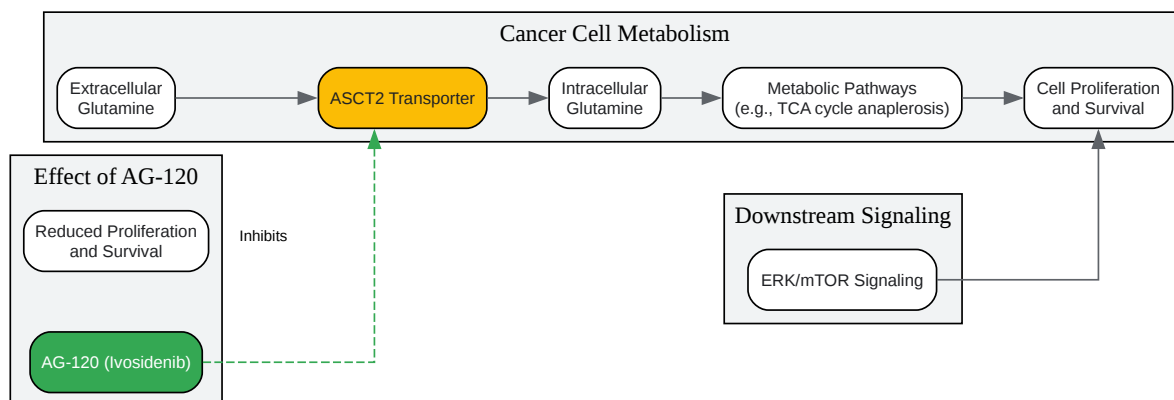 Cancer Cell Metabolism
Extracellular
Glutamine
ASCT2 Transporter
Intracellular
Glutamine
Metabolic Pathways
(e.g., TCA cycle anaplerosis)
Cell Proliferation
and Survival
Effect of AG-120
Reduced Proliferation
and Survival
Inhibits
AG-120 (Ivosidenib)
Downstream Signaling
ERK/mTOR Signaling